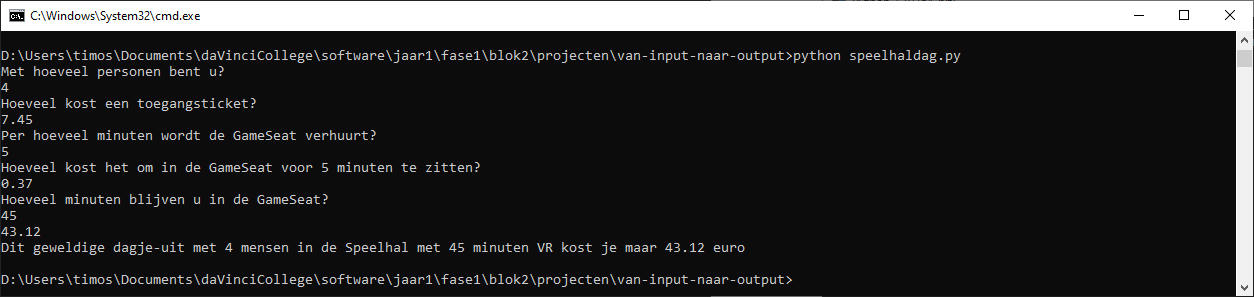 C:\Windows\System32\cmd.exe
D:\Users\timos\Documents\daVinciCollege\software\jaar1\fase1\blok2\projecten\van-input-naar-output>python speelhaldag.py
Met hoeveel personen bent u?
4
Hoeveel kost een toegangsticket?
7.45
Per hoeveel minuten wordt de GameSeat verhuurt?
5
Hoeveel kost het om in de GameSeat voor 5 minuten te zitten?
0.37
Hoeveel minuten blijven u in de GameSeat?
45
43.12
Dit geweldige dagje-uit met 4 mensen in de Speelhal met 45 minuten VR kost je maar 43.12 euro
D:\Users\timos\Documents\daVinciCollege\software\jaar1\fase1\blok2\projecten\van-input-naar-output>